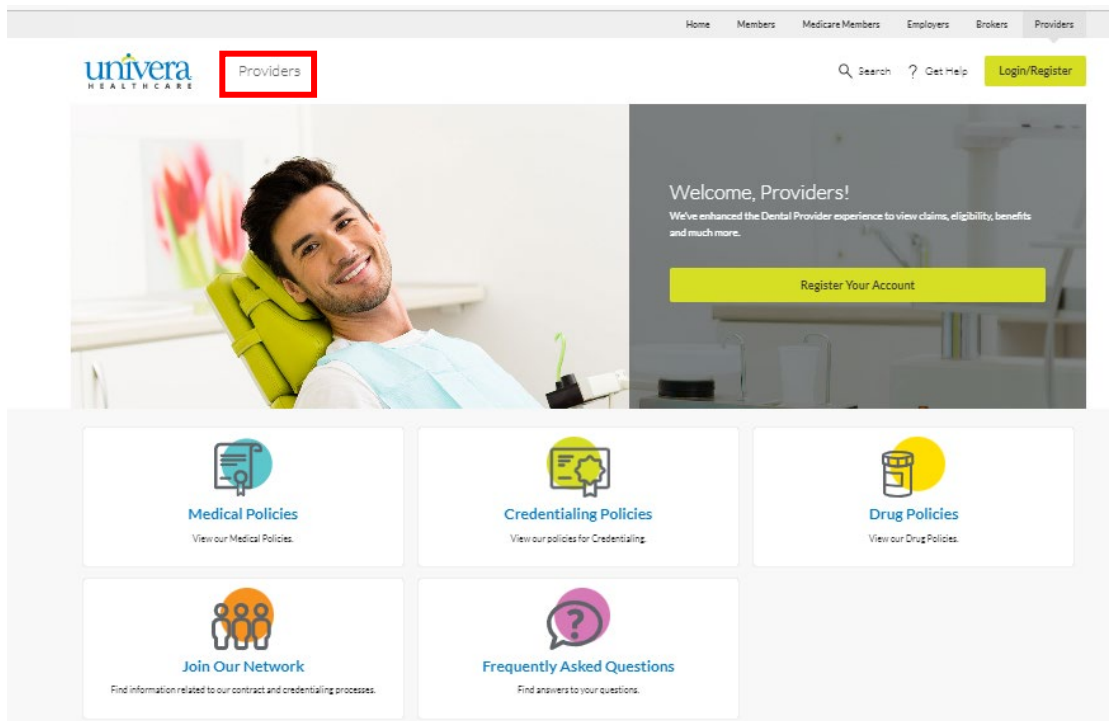 Home Members Medicare Members Employers Brokers Providers
univera
HEALTHCARE
Providers
Search ? Get Help Login/Register
Welcome, Providers!
We've enhanced the Dental Provider experience to view claims, eligibility, benefits
and much more.
Register Your Account
Medical Policies
View our Medical Policies.
Credentialing Policies
View our policies for Credentialing.
Drug Policies
View our Drug Policies.
Join Our Network
Find information related to our contract and credentialing processes.
?
Frequently Asked Questions
Find answers to your questions.